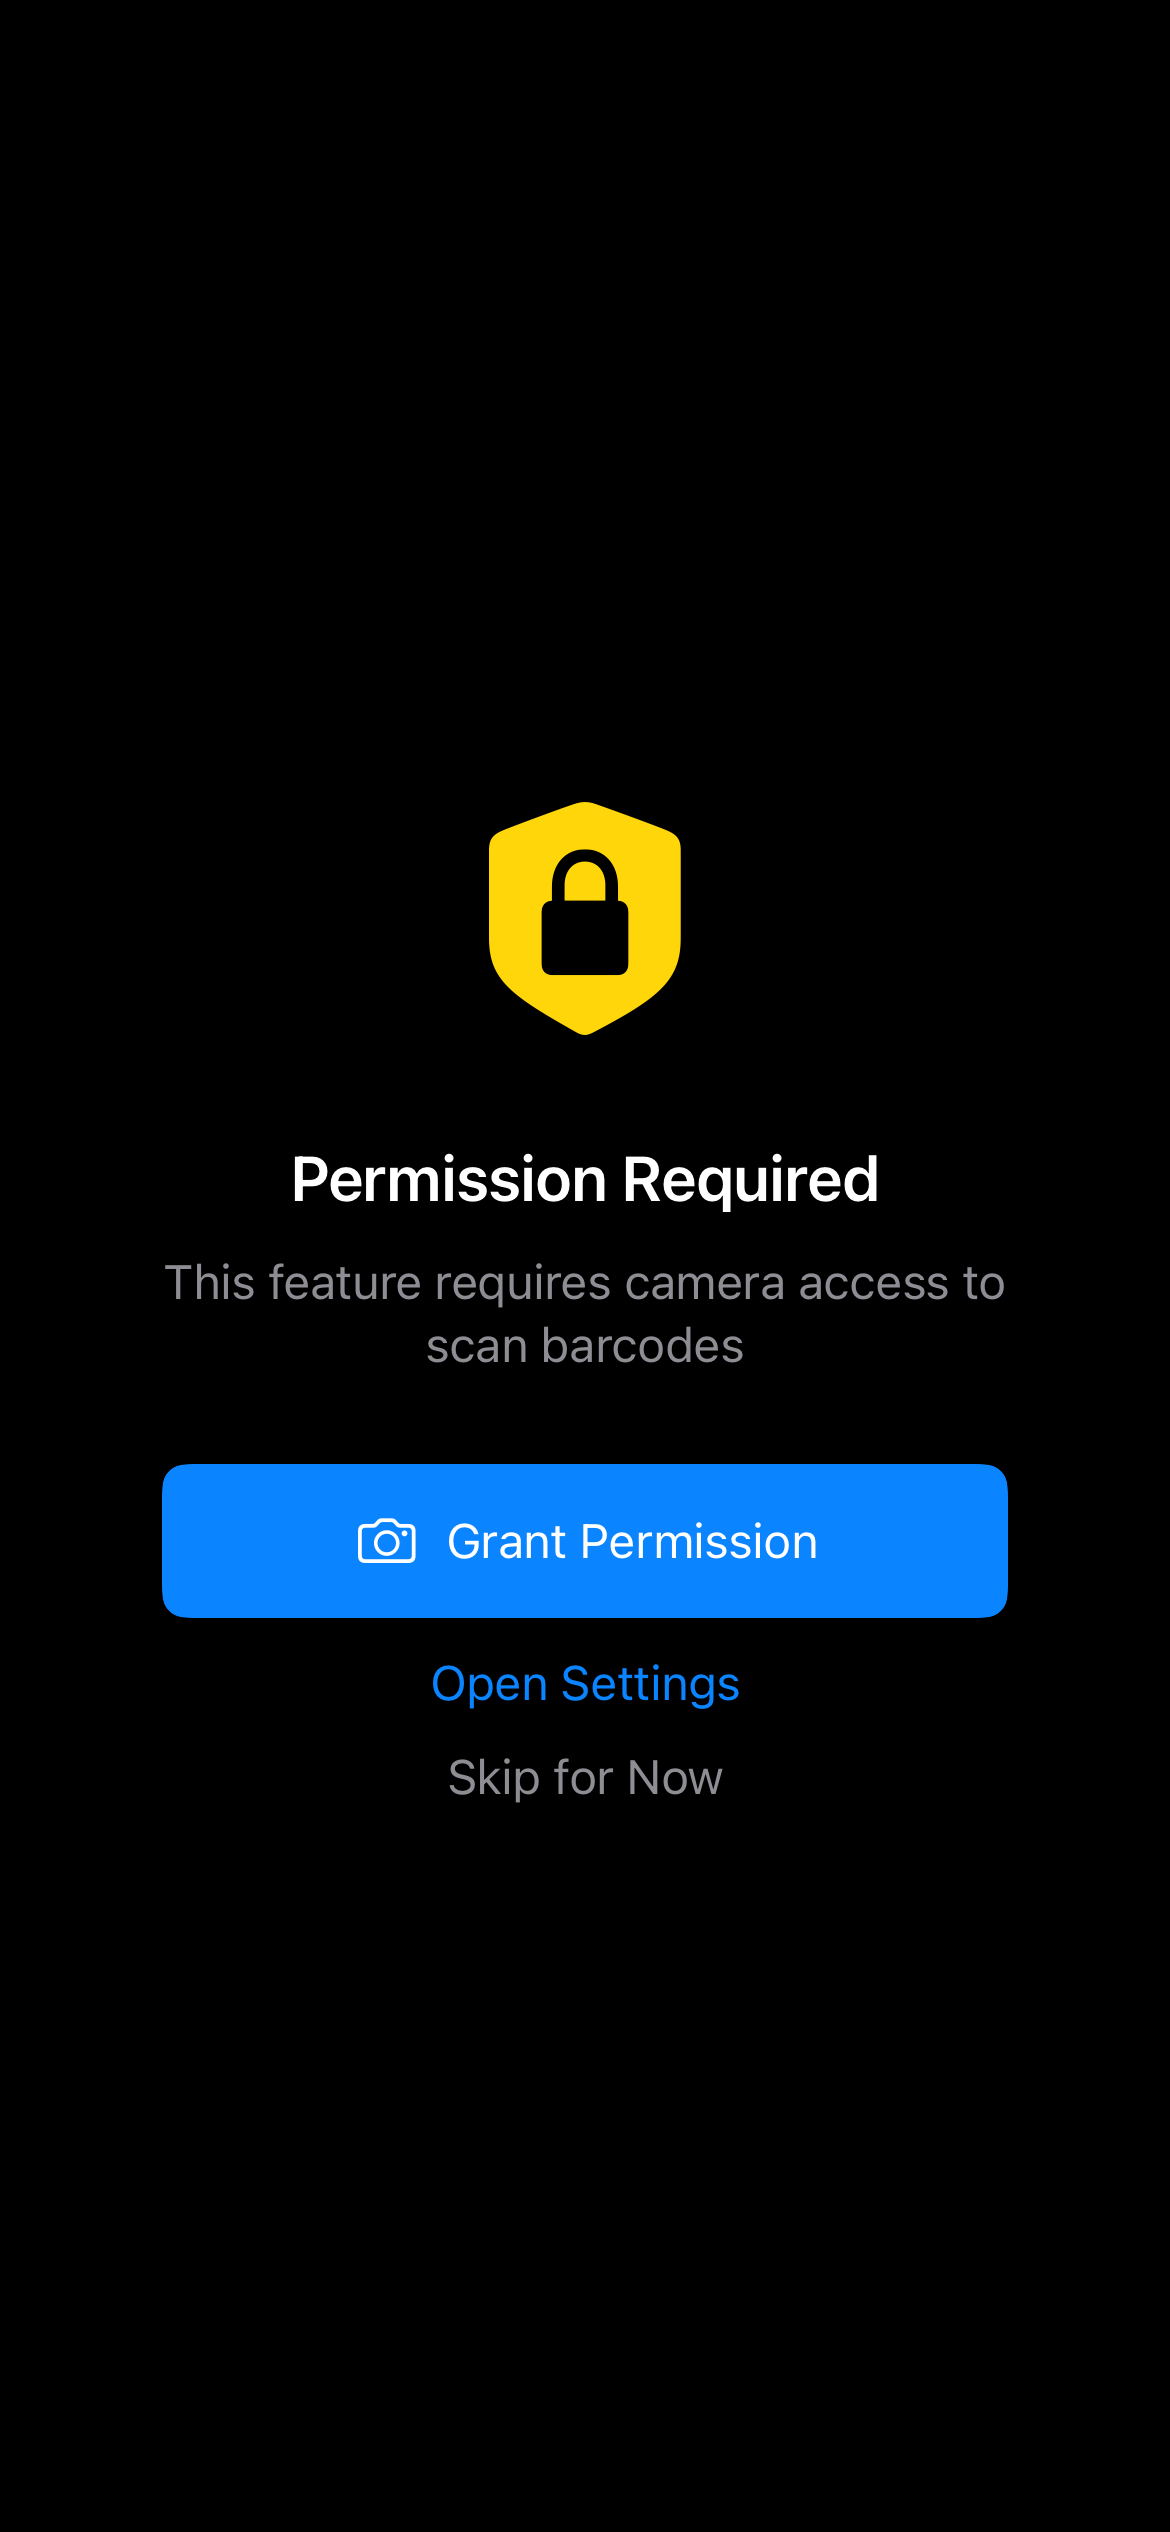 Permission Required
This feature requires camera access to
scan barcodes
Grant Permission
Open Settings
Skip for Now